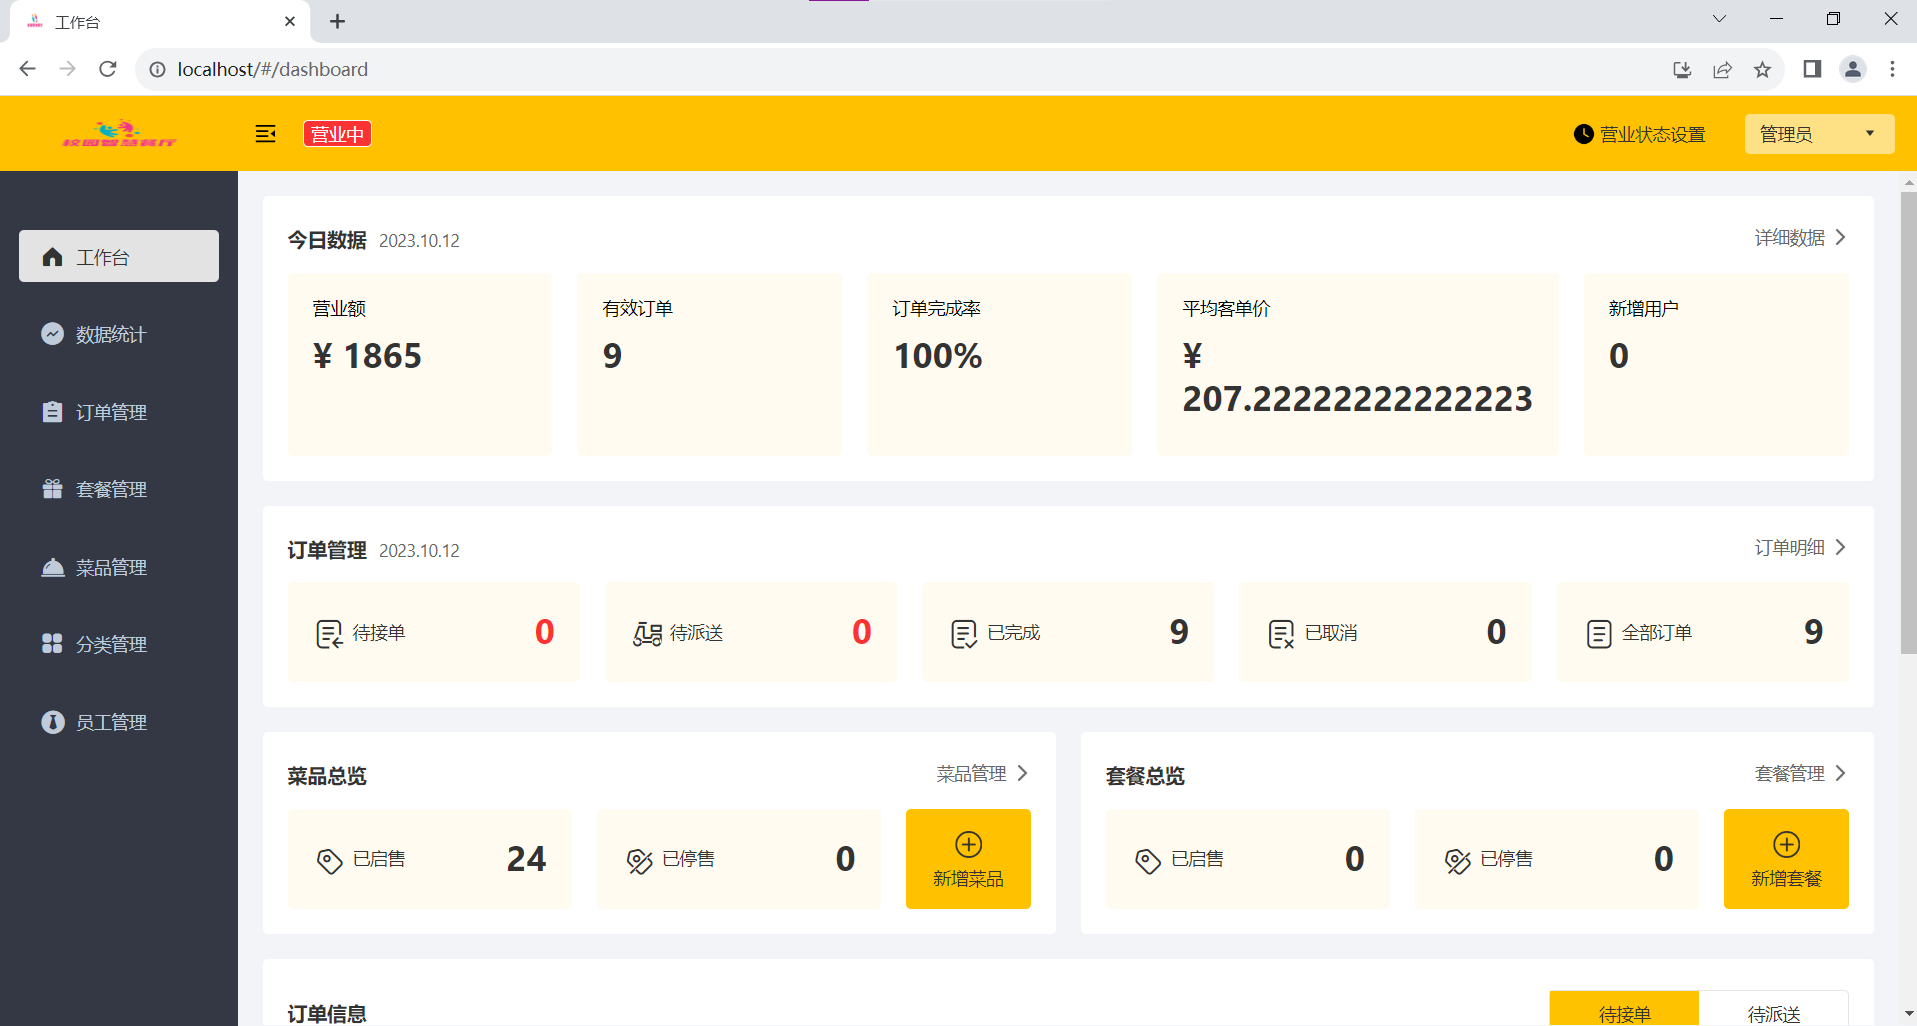 工作台
localhost/#/dashboard
校园智慧餐厅
营业中
营业状态设置
管理员
工作台
数据统计
订单管理
套餐管理
菜品管理
分类管理
员工管理
今日数据 2023.10.12
详细数据
营业额
¥ 1865
有效订单
9
订单完成率
100%
平均客单价
¥
207.22222222222223
新增用户
0
订单管理 2023.10.12
订单明细
待接单 0
待派送 0
已完成 9
已取消 0
全部订单 9
菜品总览
菜品管理
已启售 24
已停售 0
新增菜品
套餐总览
套餐管理
已启售 0
已停售 0
新增套餐
订单信息
待接单
待派送